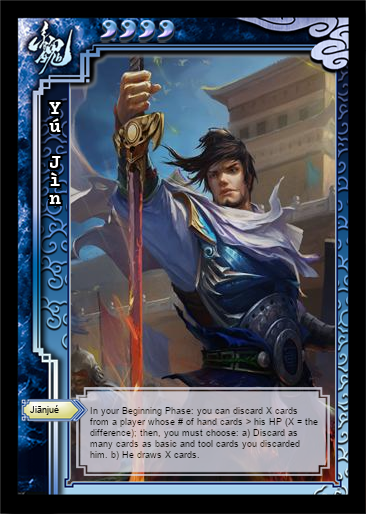 魏
Yú Jìn
Jiānjué
In your Beginning Phase: you can discard X cards
from a player whose # of hand cards > his HP (X = the
difference); then, you must choose: a) Discard as
many cards as basic and tool cards you discarded
him. b) He draws X cards.